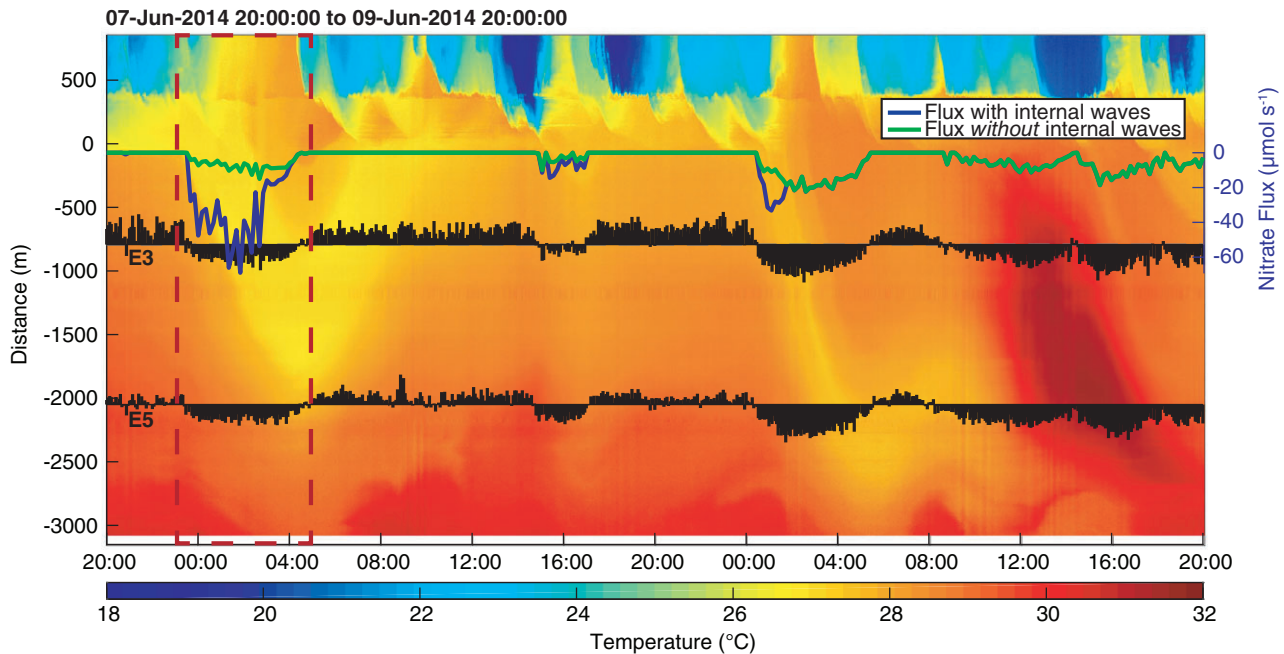 07-Jun-2014 20:00:00 to 09-Jun-2014 20:00:00
500
0
-500
-1000
-1500
-2000
-2500
-3000
Distance (m)
Flux with internal waves
Flux without internal waves
0
-20
-40
-60
Nitrate Flux (µmol s⁻¹)
E3
E5
20:00 00:00 04:00 08:00 12:00 16:00 20:00 00:00 04:00 08:00 12:00 16:00 20:00
18 20 22 24 26 28 30 32
Temperature (°C)